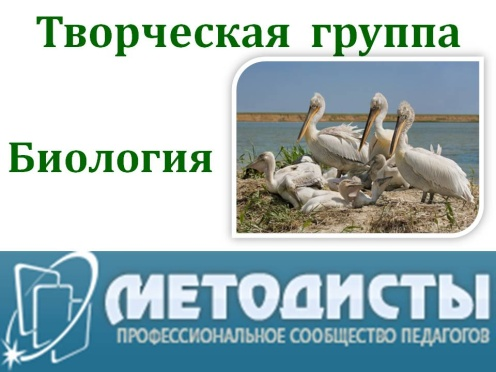 Творческая группа
Биология
МЕТОДИСТЫ
ПРОФЕССИОНАЛЬНОЕ СООБЩЕСТВО ПЕДАГОГОВ